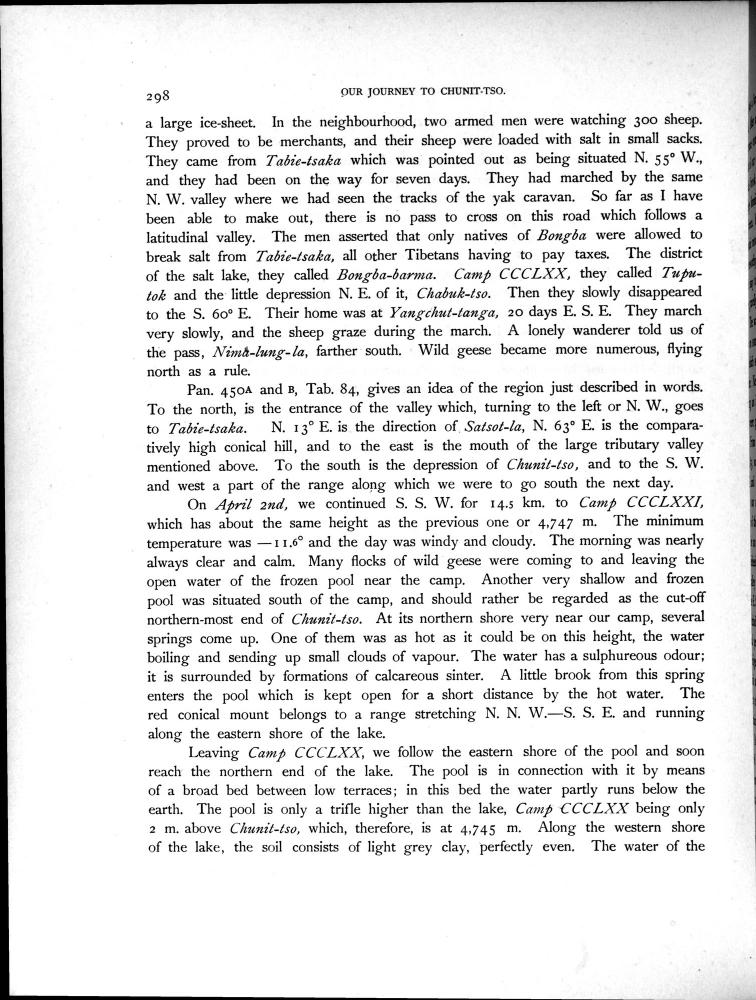 298
OUR JOURNEY TO CHUNIT-TSO.
a large ice-sheet. In the neighbourhood, two armed men were watching 300 sheep.
They proved to be merchants, and their sheep were loaded with salt in small sacks.
They came from Tabie-tsaka which was pointed out as being situated N. 55° W.,
and they had been on the way for seven days. They had marched by the same
N. W. valley where we had seen the tracks of the yak caravan. So far as I have
been able to make out, there is no pass to cross on this road which follows a
latitudinal valley. The men asserted that only natives of Bongba were allowed to
break salt from Tabie-tsaka, all other Tibetans having to pay taxes. The district
of the salt lake, they called Bongba-barma. Camp CCCLXX, they called Tupu-
tok and the little depression N. E. of it, Chabuk-tso. Then they slowly disappeared
to the S. 60° E. Their home was at Yangchut-tanga, 20 days E. S. E. They march
very slowly, and the sheep graze during the march. A lonely wanderer told us of
the pass, Nima-lung-la, farther south. Wild geese became more numerous, flying
north as a rule.
Pan. 450A and B, Tab. 84, gives an idea of the region just described in words.
To the north, is the entrance of the valley which, turning to the left or N. W., goes
to Tabie-tsaka. N. 13° E. is the direction of Satsot-la, N. 63° E. is the compara-
tively high conical hill, and to the east is the mouth of the large tributary valley
mentioned above. To the south is the depression of Chunit-tso, and to the S. W.
and west a part of the range along which we were to go south the next day.
On April 2nd, we continued S. S. W. for 14.5 km. to Camp CCCLXXI,
which has about the same height as the previous one or 4,747 m. The minimum
temperature was —11.6° and the day was windy and cloudy. The morning was nearly
always clear and calm. Many flocks of wild geese were coming to and leaving the
open water of the frozen pool near the camp. Another very shallow and frozen
pool was situated south of the camp, and should rather be regarded as the cut-off
northern-most end of Chunit-tso. At its northern shore very near our camp, several
springs come up. One of them was as hot as it could be on this height, the water
boiling and sending up small clouds of vapour. The water has a sulphureous odour;
it is surrounded by formations of calcareous sinter. A little brook from this spring
enters the pool which is kept open for a short distance by the hot water. The
red conical mount belongs to a range stretching N. N. W.—S. S. E. and running
along the eastern shore of the lake.
Leaving Camp CCCLXX, we follow the eastern shore of the pool and soon
reach the northern end of the lake. The pool is in connection with it by means
of a broad bed between low terraces; in this bed the water partly runs below the
earth. The pool is only a trifle higher than the lake, Camp CCCLXX being only
2 m. above Chunit-tso, which, therefore, is at 4,745 m. Along the western shore
of the lake, the soil consists of light grey clay, perfectly even. The water of the